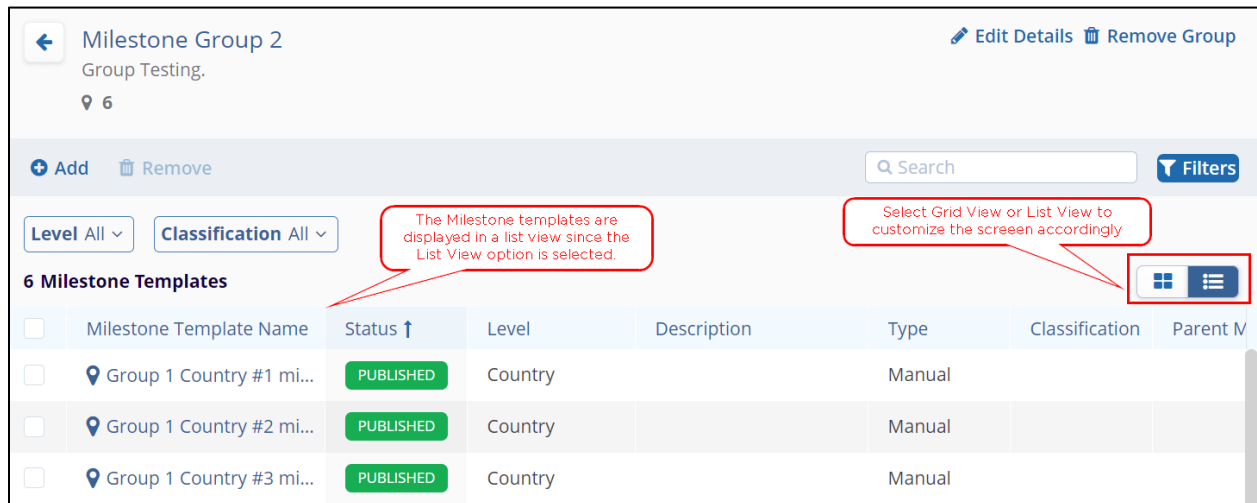 Milestone Group 2
Edit Details Remove Group
Group Testing.
6
Add Remove Search Filters
Level All Classification All
The Milestone templates are
displayed in a list view since the
List View option is selected.
Select Grid View or List View to
customize the screeen accordingly
6 Milestone Templates
Milestone Template Name Status Level Description Type Classification Parent M
Group 1 Country #1 mi... PUBLISHED Country Manual
Group 1 Country #2 mi... PUBLISHED Country Manual
Group 1 Country #3 mi... PUBLISHED Country Manual